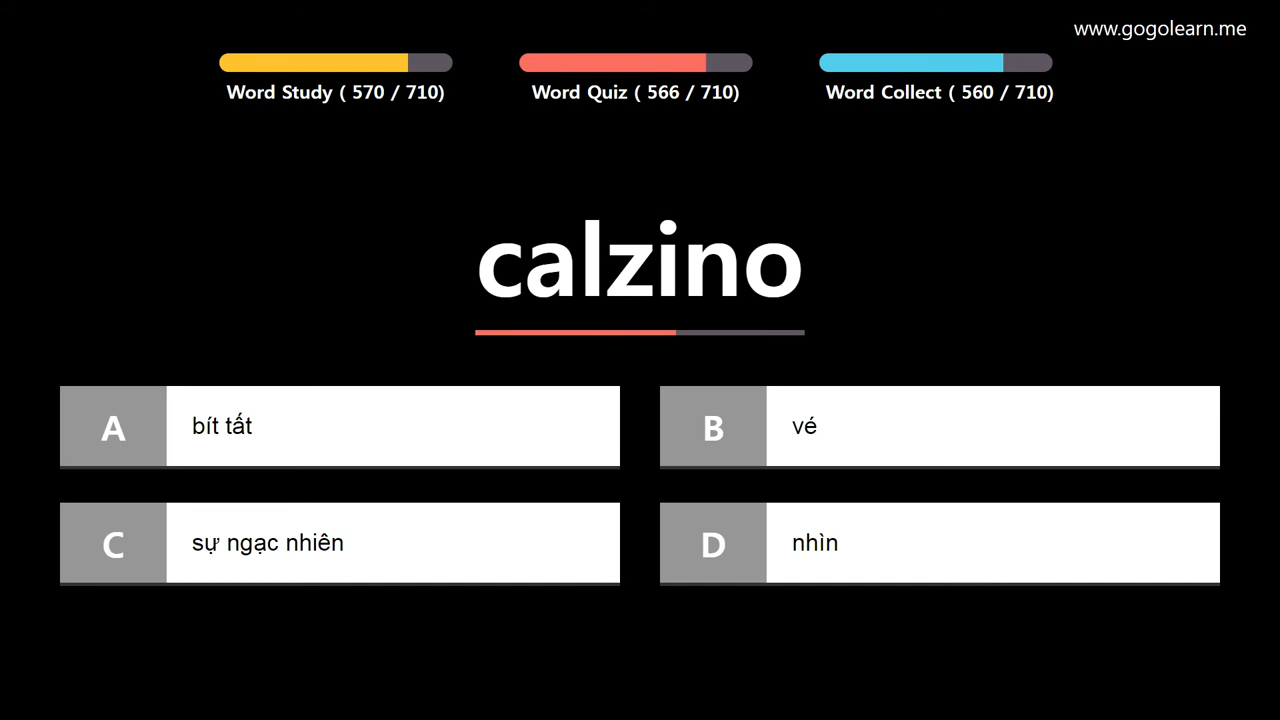 www.gogolearn.me
Word Study ( 570 / 710)
Word Quiz ( 566 / 710)
Word Collect ( 560 / 710)
calzino
A
bít tất
B
vé
C
sự ngạc nhiên
D
nhìn